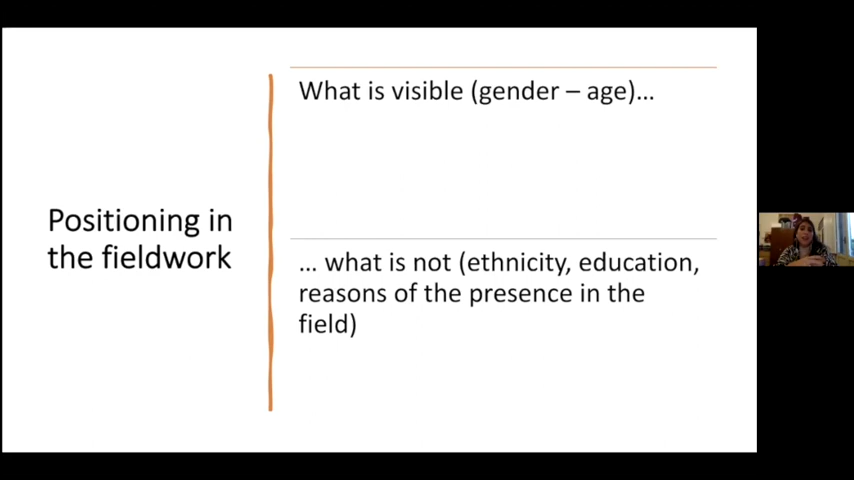 Positioning in
the fieldwork
What is visible (gender – age)...
... what is not (ethnicity, education,
reasons of the presence in the
field)